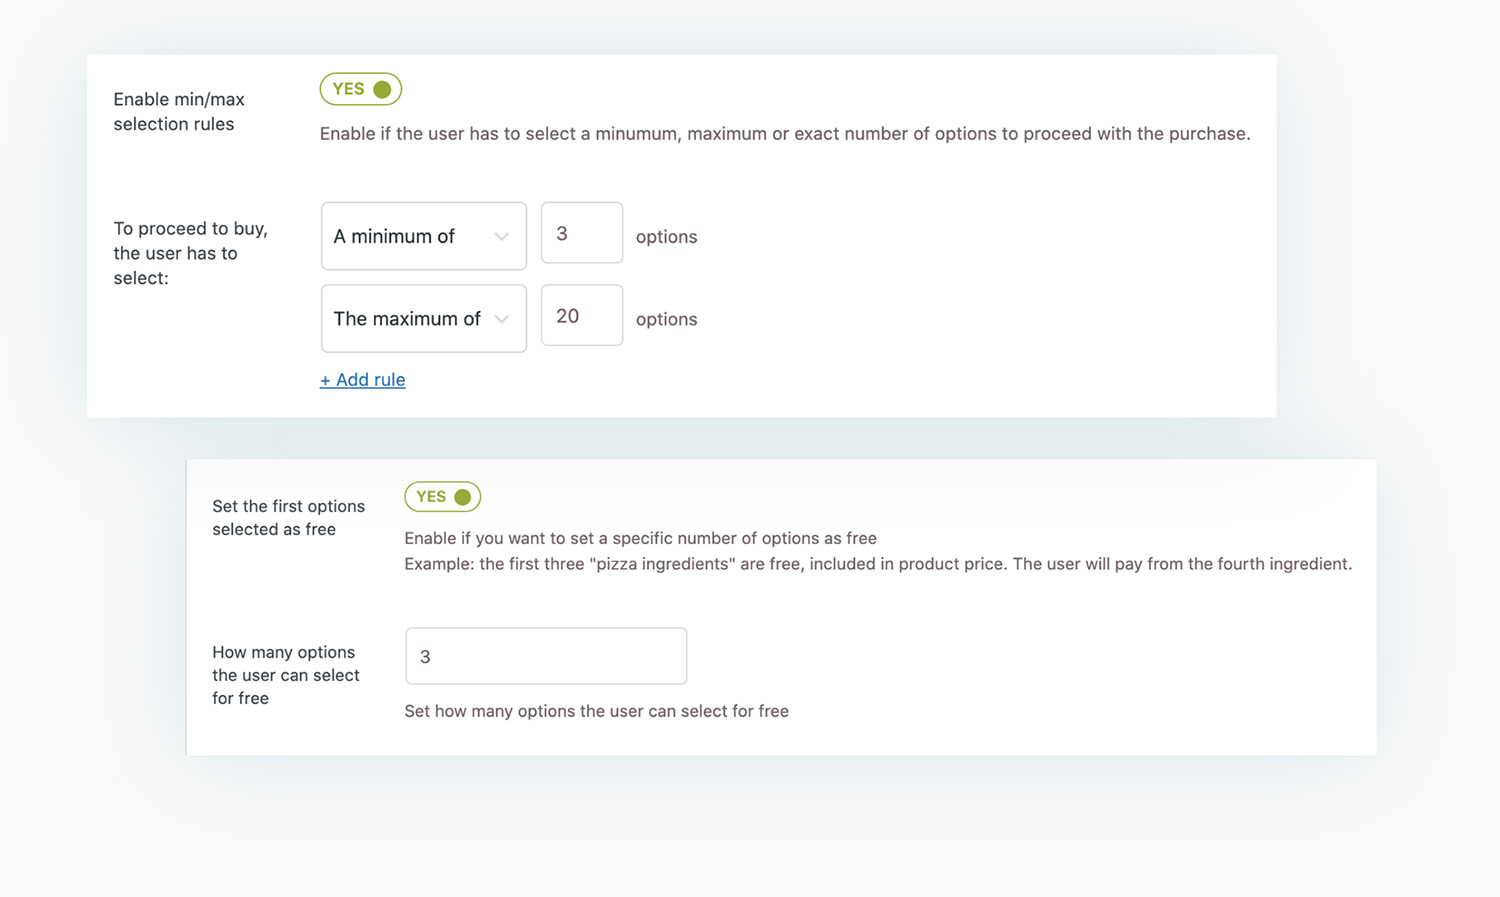 Enable min/max
selection rules
YES
Enable if the user has to select a minumum, maximum or exact number of options to proceed with the purchase.
To proceed to buy,
the user has to
select:
A minimum of 3 options
The maximum of 20 options
+ Add rule
Set the first options
selected as free
YES
Enable if you want to set a specific number of options as free
Example: the first three "pizza ingredients" are free, included in product price. The user will pay from the fourth ingredient.
How many options
the user can select
for free
3
Set how many options the user can select for free